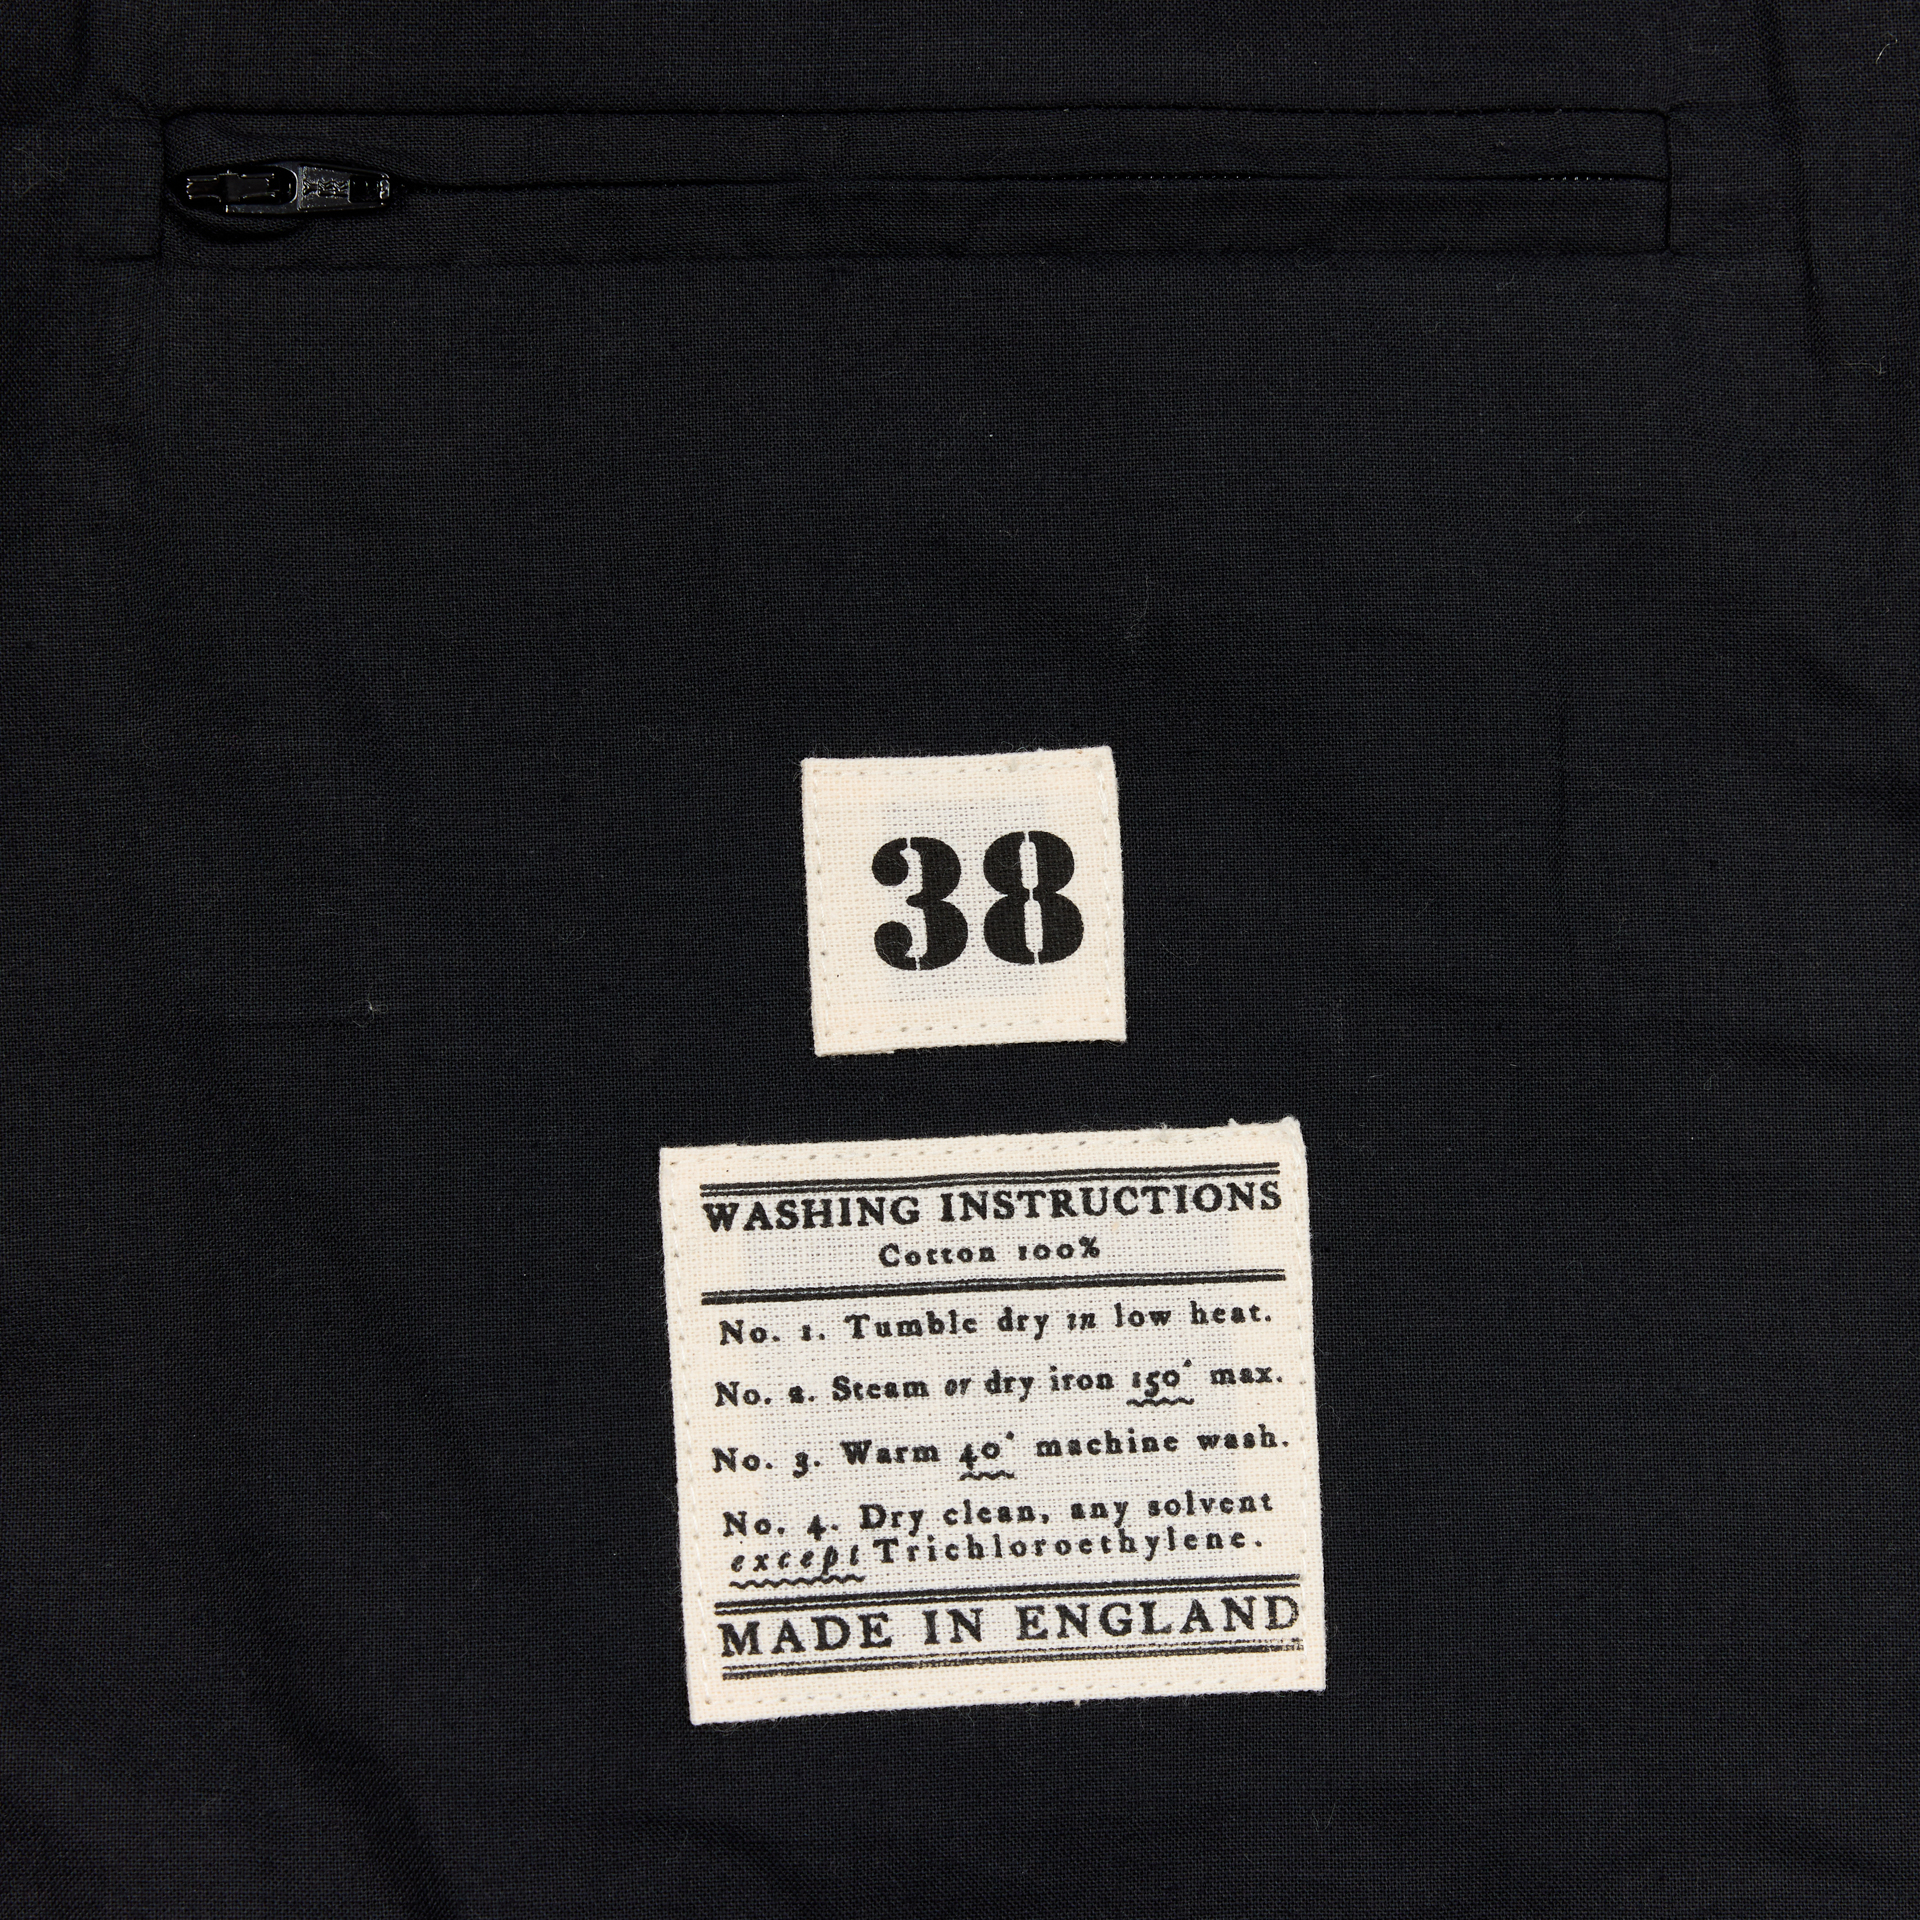 YKK
38
WASHING INSTRUCTIONS
Cotton 100%
No. 1. Tumble dry in low heat.
No. 2. Steam or dry iron 150° max.
No. 3. Warm 40° machine wash.
No. 4. Dry clean, any solvent
except Trichloroethylene.
MADE IN ENGLAND